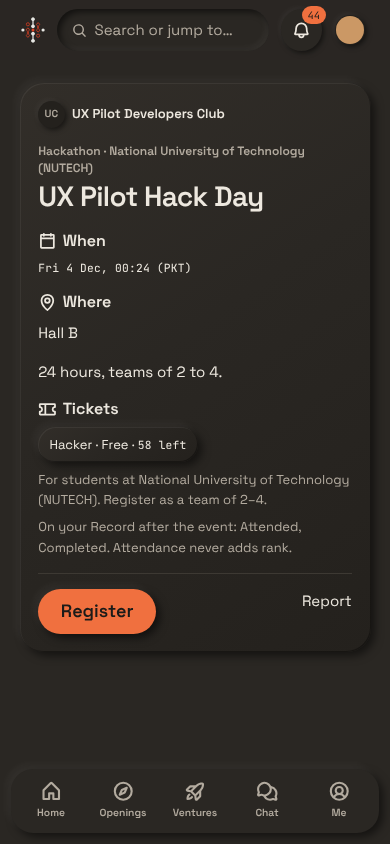 Search or jump to...
44
UC
UX Pilot Developers Club
Hackathon · National University of Technology
(NUTECH)
UX Pilot Hack Day
When
Fri 4 Dec, 00:24 (PKT)
Where
Hall B
24 hours, teams of 2 to 4.
Tickets
Hacker · Free · 58 left
For students at National University of Technology
(NUTECH). Register as a team of 2–4.
On your Record after the event: Attended,
Completed. Attendance never adds rank.
Register
Report
Home
Openings
Ventures
Chat
Me